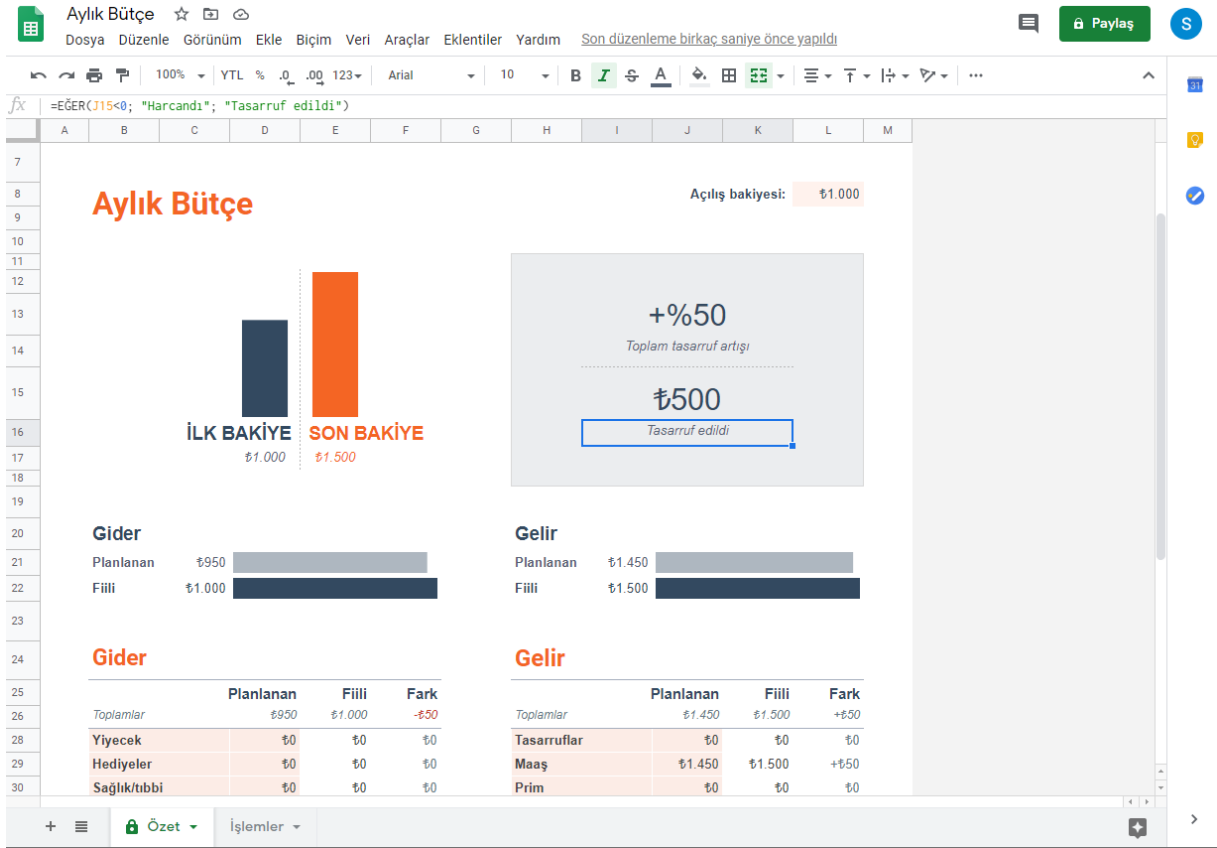 Aylık Bütçe
Dosya Düzenle Görünüm Ekle Biçim Veri Araçlar Eklentiler Yardım Son düzenleme birkaç saniye önce yapıldı
Paylaş
S
100% YTL % .0 .00 123 Arial 10 B I S A
31
fx =EĞER(J15<0; "Harcandı"; "Tasarruf edildi")
A B C D E F G H I J K L M
7
8 Açılış bakiyesi: ₺1.000
Aylık Bütçe
9
10
11
12
13 +%50
14 Toplam tasarruf artışı
15 ₺500
16 İLK BAKİYE SON BAKİYE Tasarruf edildi
17 ₺1.000 ₺1.500
18
19
20 Gider Gelir
21 Planlanan ₺950 Planlanan ₺1.450
22 Fiili ₺1.000 Fiili ₺1.500
23
24 Gider Gelir
25 Planlanan Fiili Fark Planlanan Fiili Fark
26 Toplamlar ₺950 ₺1.000 -₺50 Toplamlar ₺1.450 ₺1.500 +₺50
28 Yiyecek ₺0 ₺0 ₺0 Tasarruflar ₺0 ₺0 ₺0
29 Hediyeler ₺0 ₺0 ₺0 Maaş ₺1.450 ₺1.500 +₺50
30 Sağlık/tıbbi ₺0 ₺0 ₺0 Prim ₺0 ₺0 ₺0
Özet İşlemler